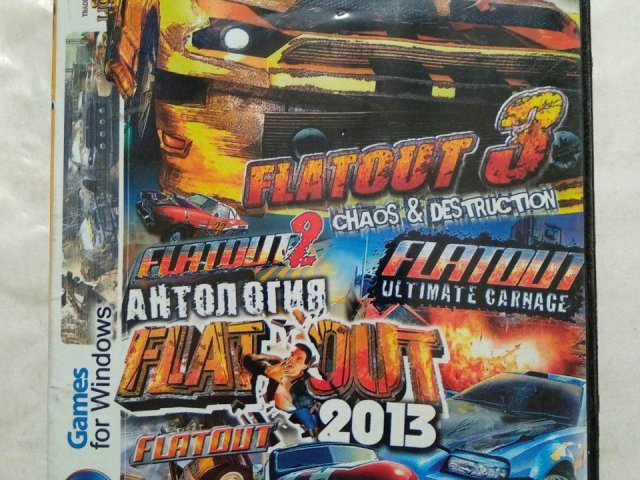 FLATOUT 3
CHAOS & DESTRUCTION
FLATOUT 2
FLATOUT
ULTIMATE CARNAGE
АНТОЛОГИЯ
FLATOUT
2013
FLATOUT
Games
for Windows